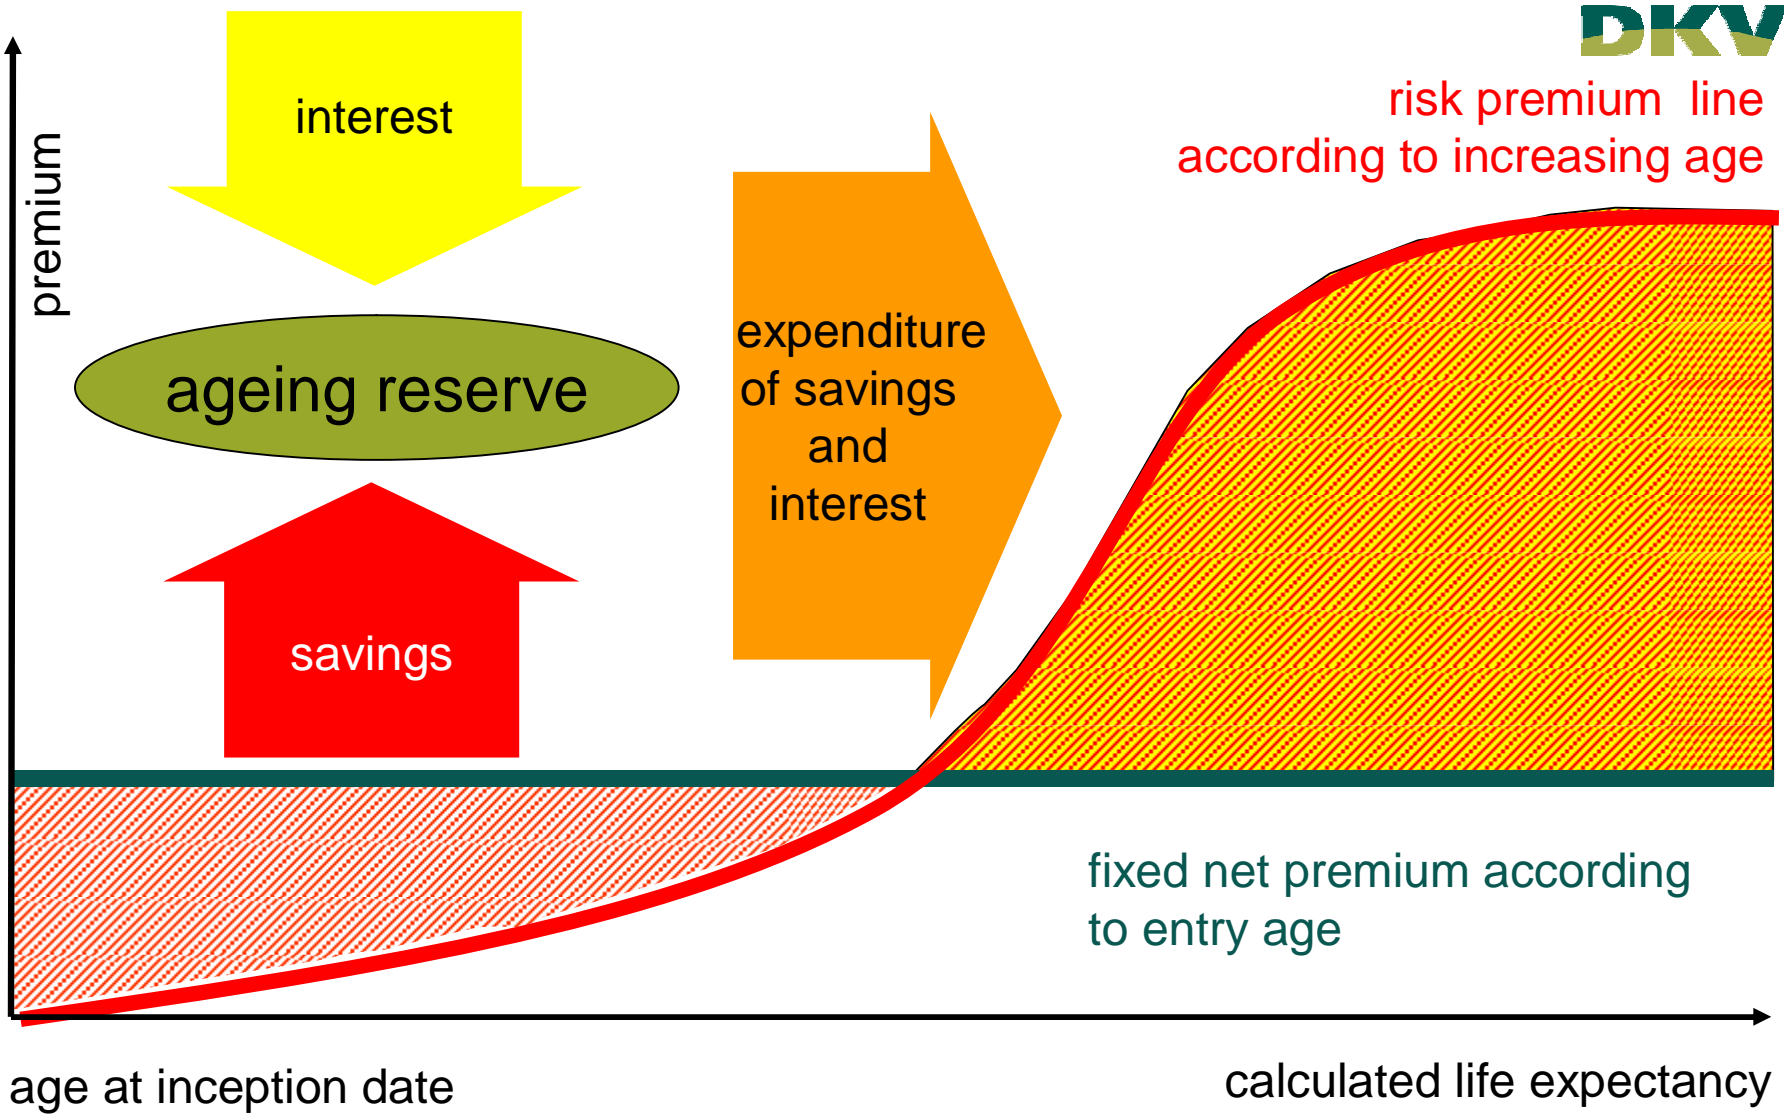 DKV
interest
risk premium line
according to increasing age
premium
ageing reserve
expenditure
of savings
and
interest
savings
fixed net premium according
to entry age
age at inception date
calculated life expectancy